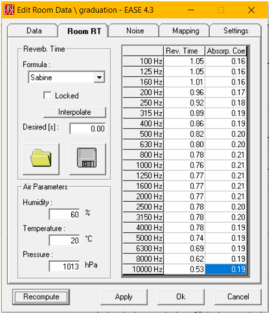 Edit Room Data \ graduation - EASE 4.3
Data Room RT Noise Mapping Settings
Reverb. Time
Formula :
Sabine
Locked
Interpolate
Desired [s] : 0.00
Air Parameters
Humidity :
60 %
Temperature :
20 °C
Pressure :
1013 hPa
Rev. Time Absorp. Coe
100 Hz 1.05 0.16
125 Hz 1.05 0.16
160 Hz 1.01 0.16
200 Hz 0.96 0.17
250 Hz 0.92 0.18
315 Hz 0.89 0.19
400 Hz 0.86 0.19
500 Hz 0.82 0.20
630 Hz 0.80 0.20
800 Hz 0.78 0.21
1000 Hz 0.76 0.21
1250 Hz 0.77 0.21
1600 Hz 0.77 0.21
2000 Hz 0.77 0.21
2500 Hz 0.78 0.20
3150 Hz 0.78 0.20
4000 Hz 0.78 0.19
5000 Hz 0.74 0.19
6300 Hz 0.69 0.19
8000 Hz 0.62 0.19
10000 Hz 0.53 0.19
Recompute Apply Ok Cancel